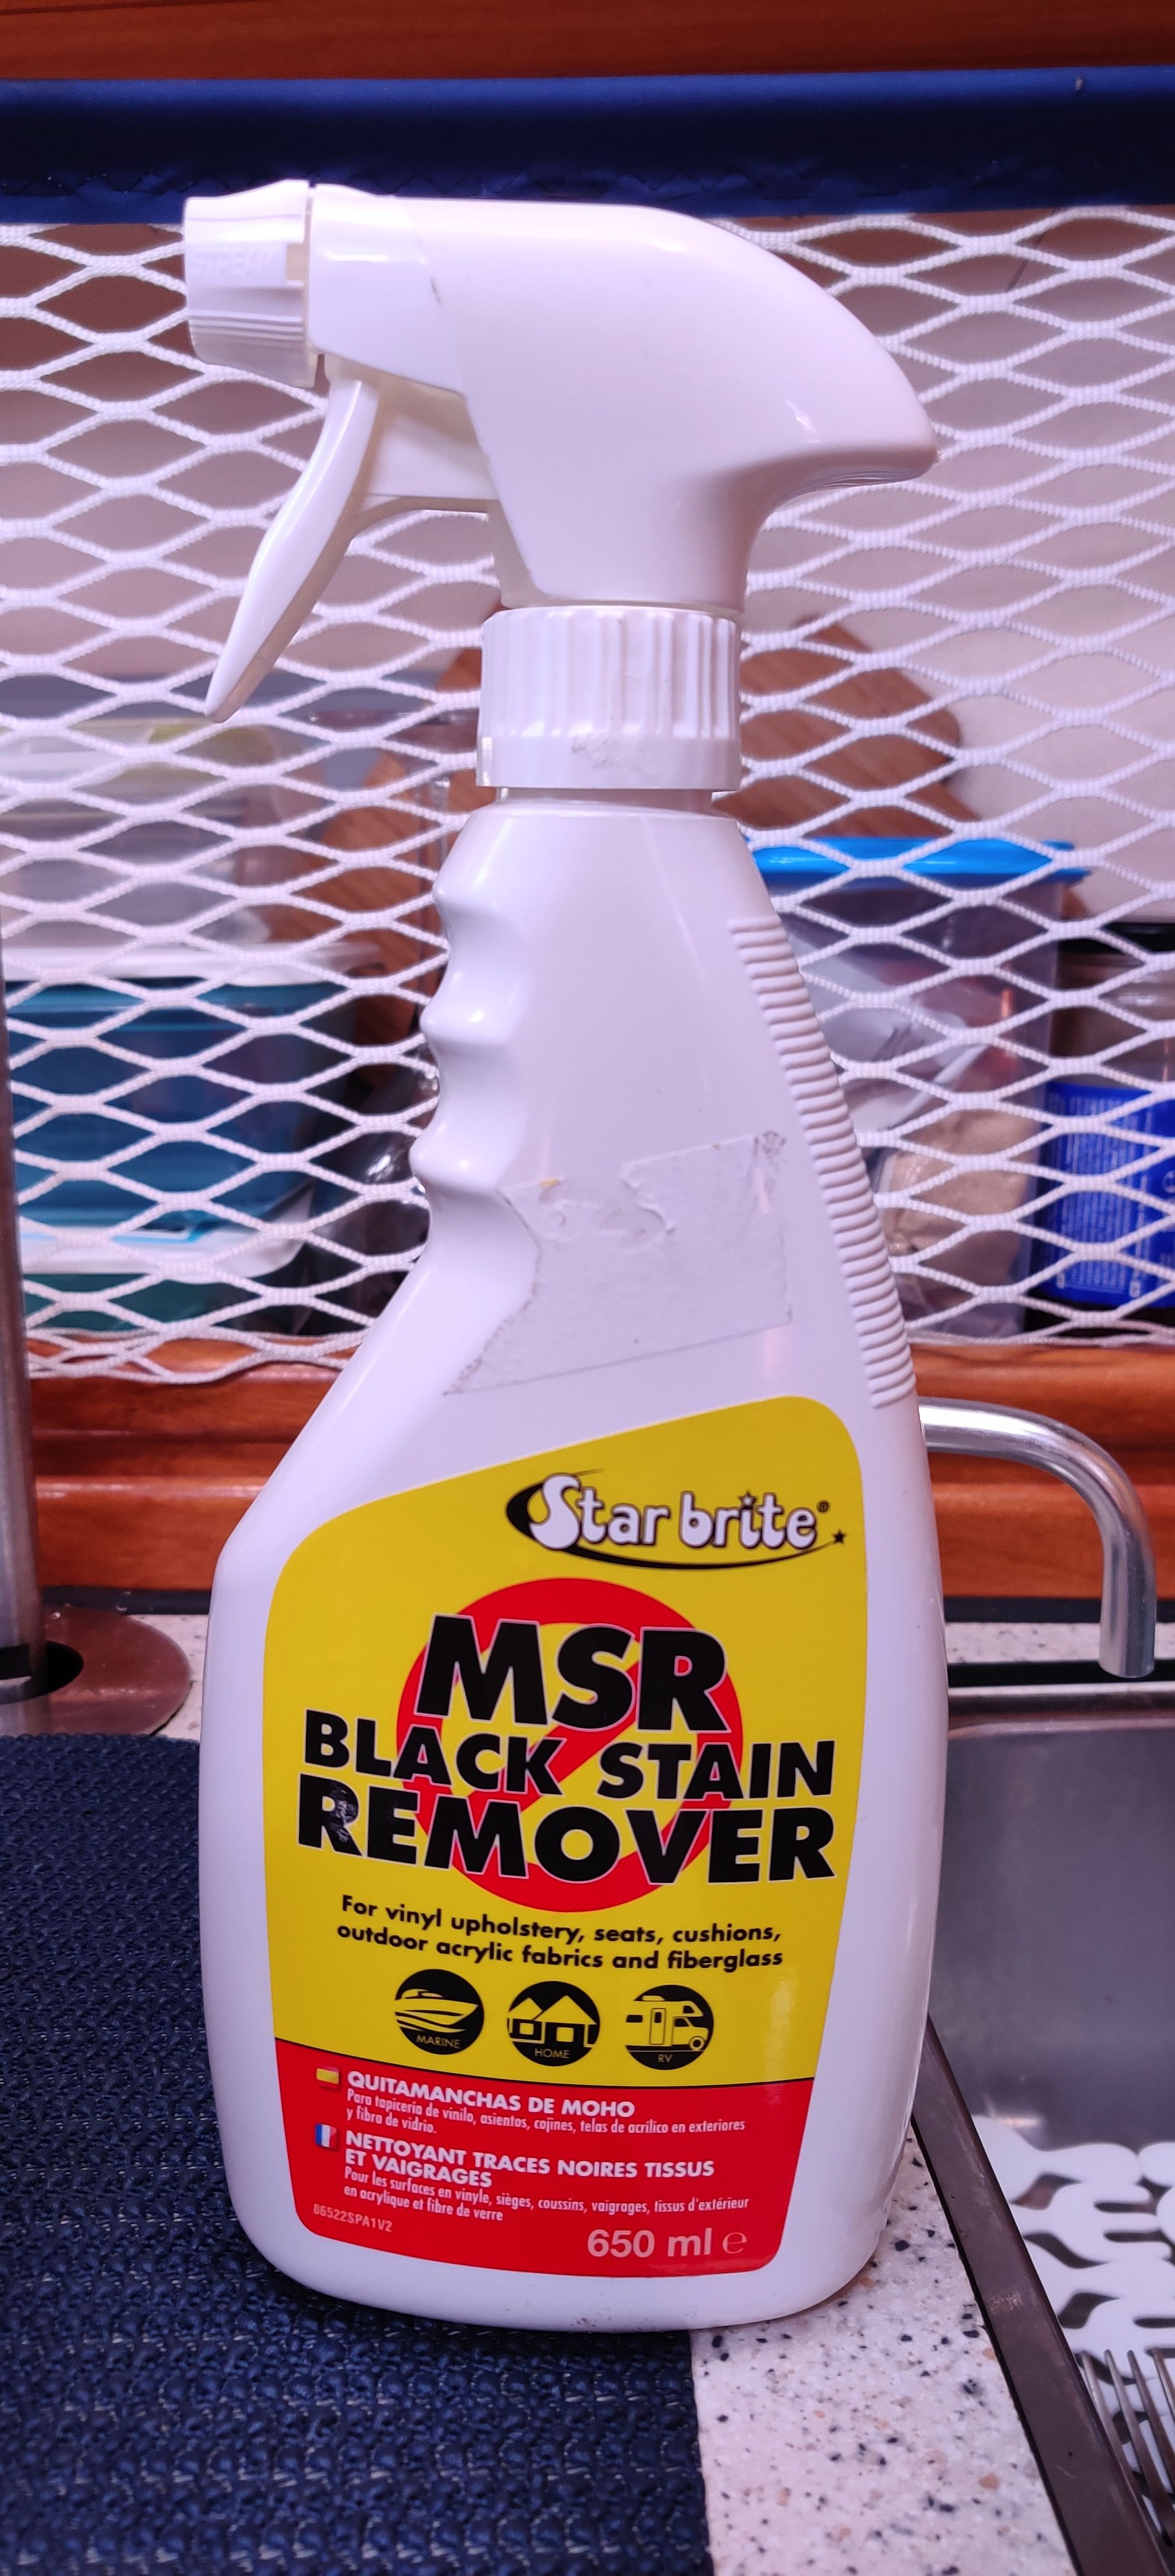 STREAM
Star brite®
MSR
BLACK STAIN
REMOVER
For vinyl upholstery, seats, cushions,
outdoor acrylic fabrics and fiberglass
MARINE
HOME
RV
QUITAMANCHAS DE MOHO
Para tapicería de vinilo, asientos, cojines, telas de acrílico en exteriores
y fibra de vidrio.
NETTOYANT TRACES NOIRES TISSUS
ET VAIGRAGES
Pour les surfaces en vinyle, sièges, coussins, vaigrages, tissus d'extérieur
en acrylique et fibre de verre
86522SPA1V2
650 ml ℮